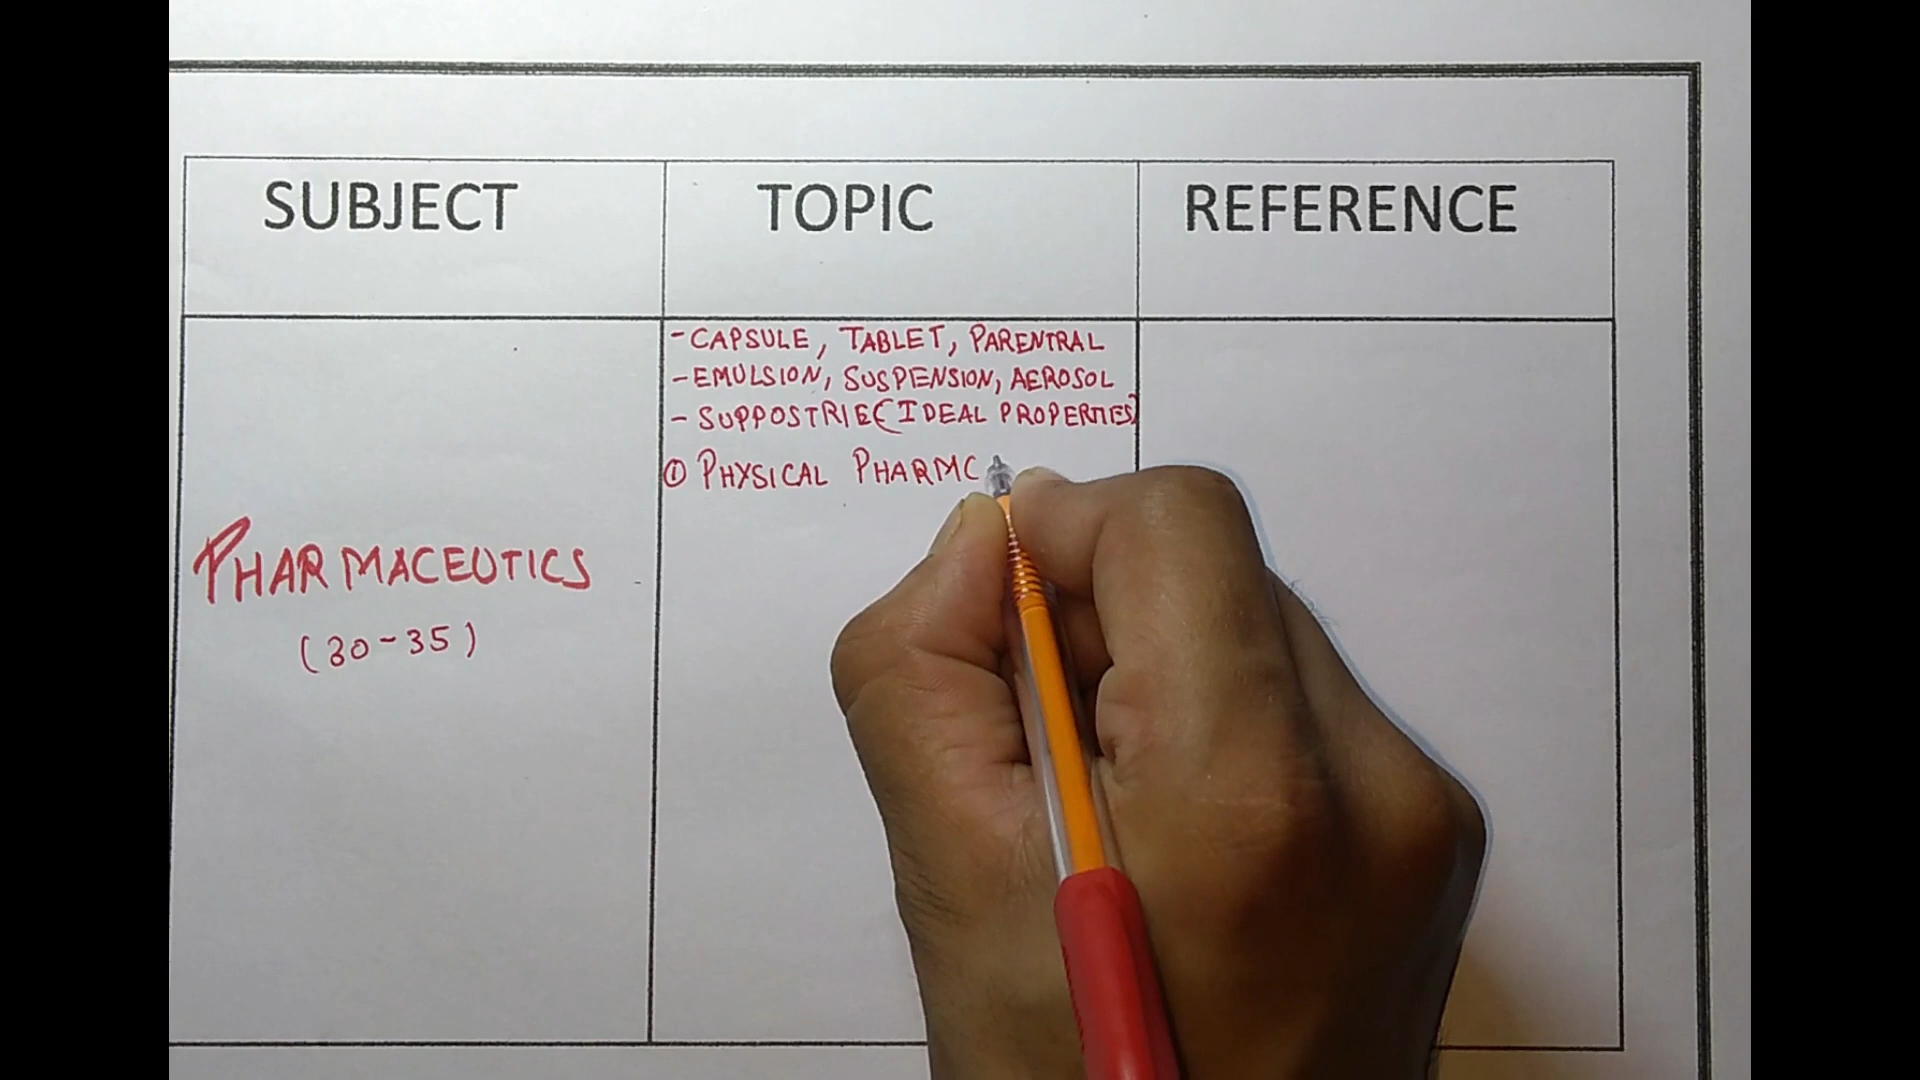 SUBJECT TOPIC REFERENCE
- CAPSULE, TABLET, PARENTRAL
- EMULSION, SUSPENSION, AEROSOL
- SUPPOSTRIE(IDEAL PROPERTIES)
① PHYSICAL PHARMC
PHARMACEUTICS
(30-35)